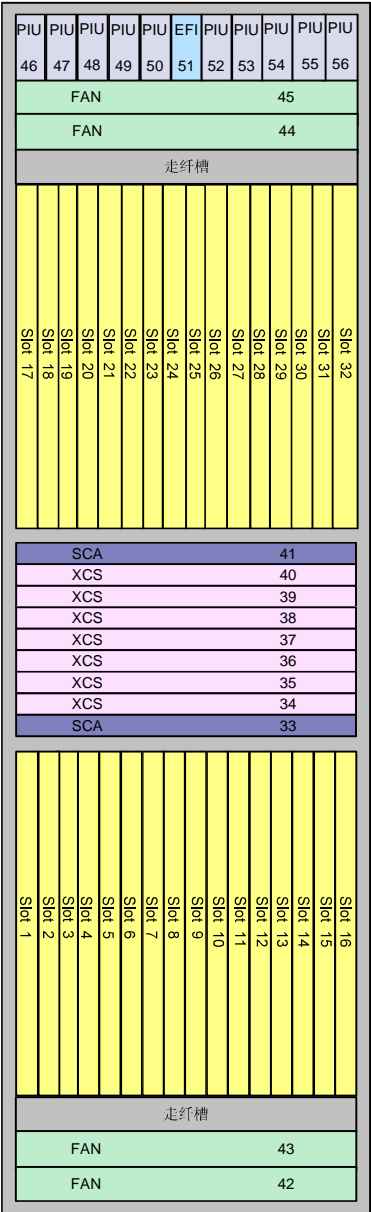 PIU PIU PIU PIU PIU EFI PIU PIU PIU PIU PIU
46 47 48 49 50 51 52 53 54 55 56
FAN 45
FAN 44
走纤槽
Slot 17
Slot 18
Slot 19
Slot 20
Slot 21
Slot 22
Slot 23
Slot 24
Slot 25
Slot 26
Slot 27
Slot 28
Slot 29
Slot 30
Slot 31
Slot 32
SCA 41
XCS 40
XCS 39
XCS 38
XCS 37
XCS 36
XCS 35
XCS 34
SCA 33
Slot 1
Slot 2
Slot 3
Slot 4
Slot 5
Slot 6
Slot 7
Slot 8
Slot 9
Slot 10
Slot 11
Slot 12
Slot 13
Slot 14
Slot 15
Slot 16
走纤槽
FAN 43
FAN 42